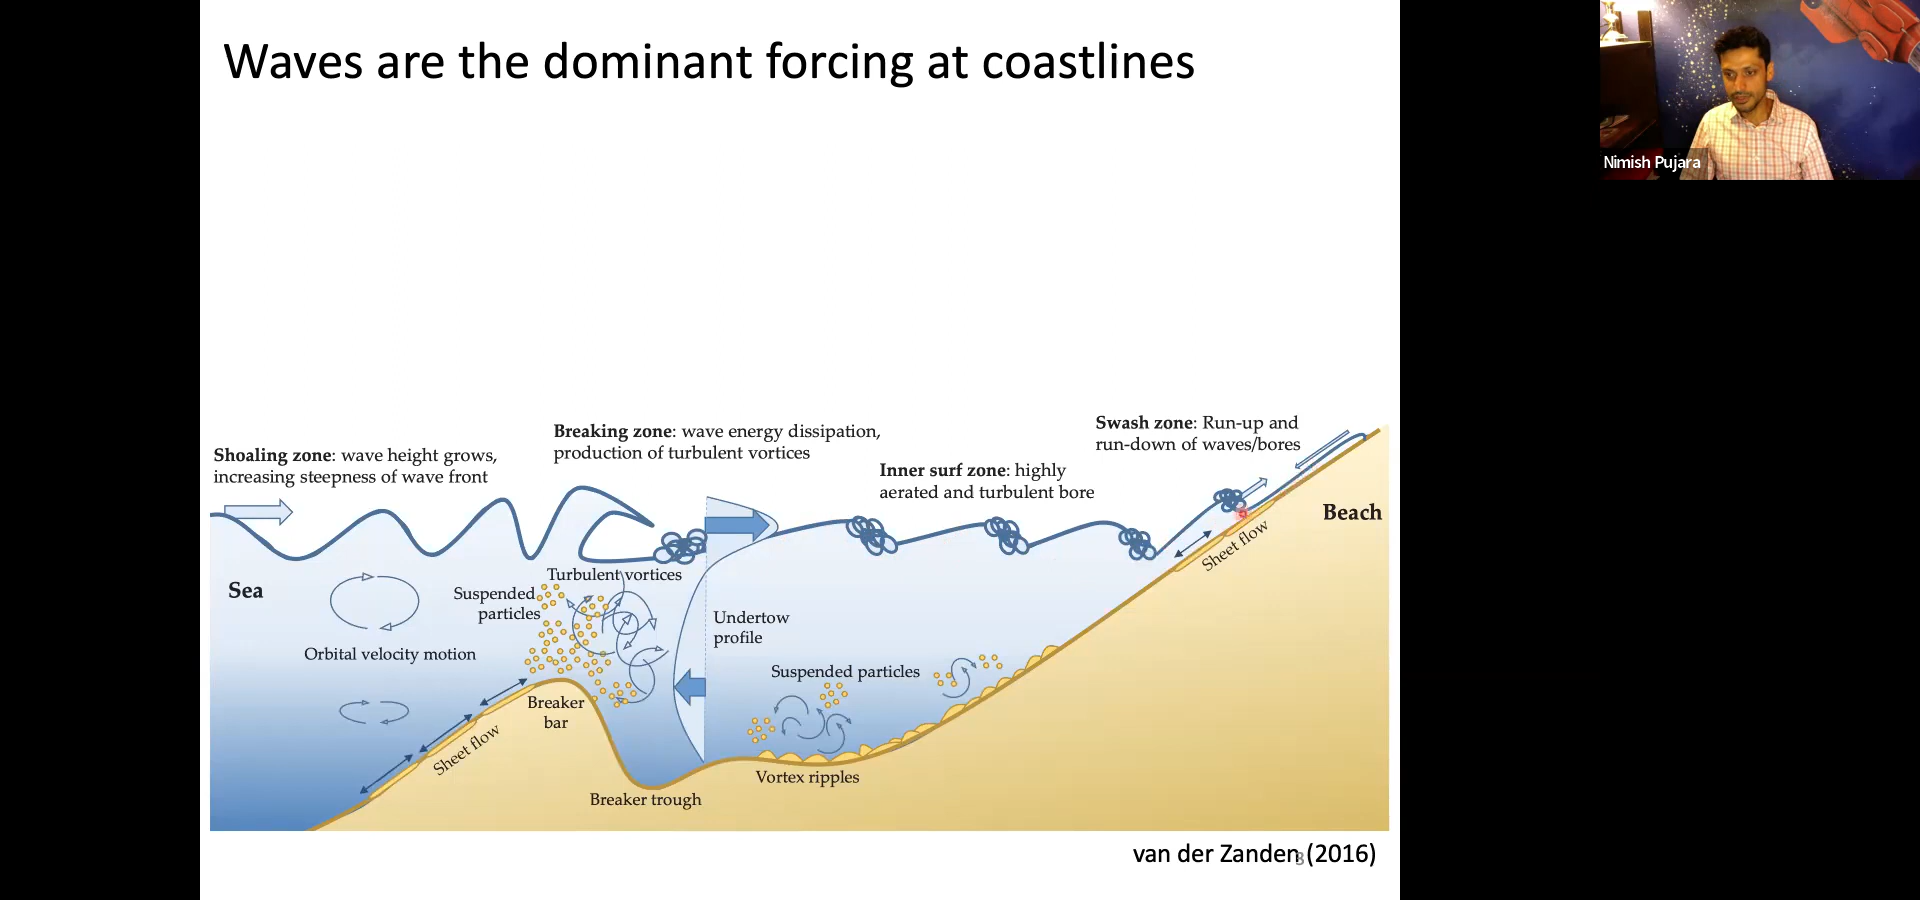 Waves are the dominant forcing at coastlines
Nimish Pujara
Swash zone: Run-up and
run-down of waves/bores
Breaking zone: wave energy dissipation,
production of turbulent vortices
Shoaling zone: wave height grows,
increasing steepness of wave front
Inner surf zone: highly
aerated and turbulent bore
Beach
Sheet flow
Sea
Turbulent vortices
Suspended
particles
Undertow
profile
Orbital velocity motion
Suspended particles
Breaker
bar
Sheet flow
Vortex ripples
Breaker trough
van der Zanden (2016)
3